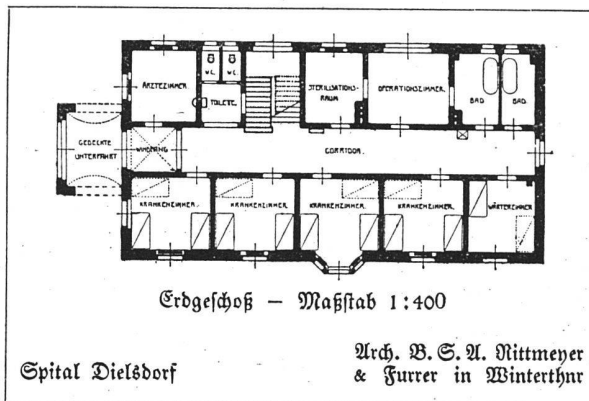 ÄRZTEZIMMER.
W.C.
W.C.
TOILETE.
STERILISATIONS-
RAUM
OPERATIONSZIMMER.
BAD
BAD.
GEDECKTE
UNTERFAHRT
WINDFANG
CORRIDOR.
KRANKENZIMMER.
KRANKENZIMMER.
KRANKENZIMMER.
KRANKENZIMMER.
WÄRTERZIMMER.
Erdgeschoß — Maßstab 1:400
Spital Dielsdorf
Arch. B. S. A. Rittmeyer
& Furrer in Winterthnr